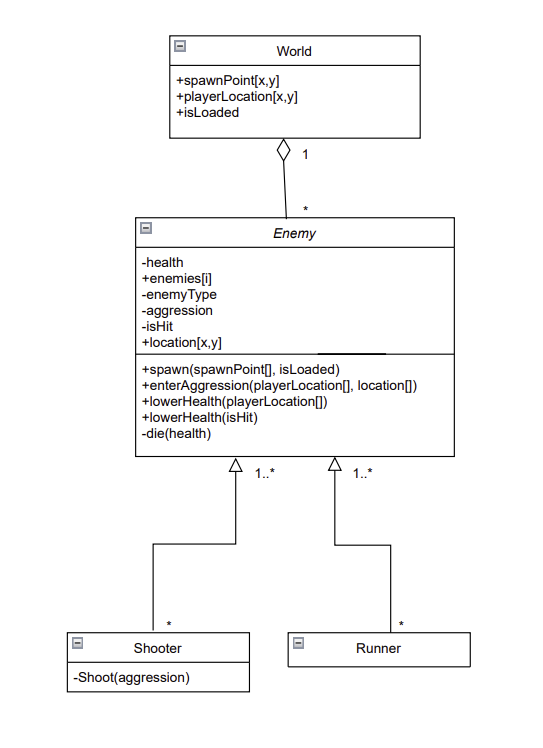 World
+spawnPoint[x,y]
+playerLocation[x,y]
+isLoaded
1
*
Enemy
-health
+enemies[i]
-enemyType
-aggression
-isHit
+location[x,y]
+spawn(spawnPoint[], isLoaded)
+enterAggression(playerLocation[], location[])
+lowerHealth(playerLocation[])
+lowerHealth(isHit)
-die(health)
1..* 1..*
* *
Shooter
-Shoot(aggression)
Runner